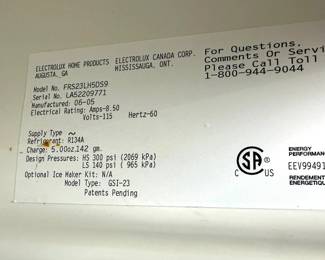 ELECTROLUX HOME PRODUCTS ELECTROLUX CANADA CORP.
AUGUSTA, GA MISSISSAUGA, ONT.
For Questions,
Comments Or Servi
Please Call Toll
1-800-944-9044
Model No. FRS23LH5DS9
Serial No. LA52209771
Manufactured: 06-05
Electrical Rating: Amps-8.50
Volts-115 Hertz-60
Supply Type ~
Refrigerant: R134A
Charge: 5.00oz.142 gm.
Design Pressures: HS 300 psi (2069 kPa)
LS 140 psi ( 965 kPa)
Optional Ice Maker Kit: N/A
Model Type: GSI-23
Patents Pending
CSA
C US
ENERGY
PERFORMAN
EEV99491
RENDEMENT
ENERGETIQU